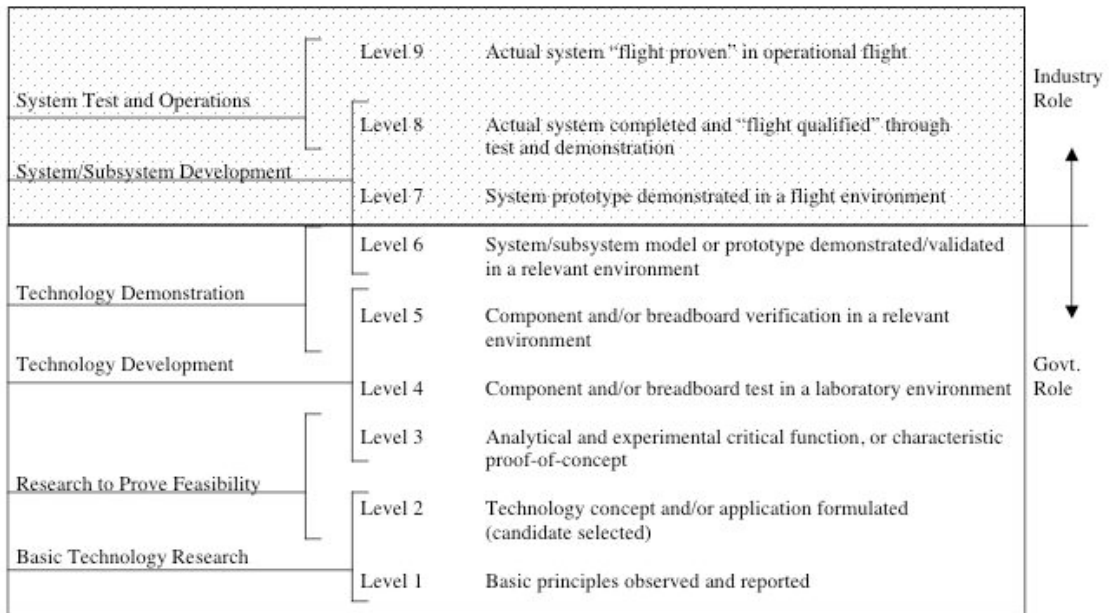 Level 9 Actual system “flight proven” in operational flight
Industry
Role
System Test and Operations
Level 8 Actual system completed and “flight qualified” through
test and demonstration
System/Subsystem Development
Level 7 System prototype demonstrated in a flight environment
Level 6 System/subsystem model or prototype demonstrated/validated
in a relevant environment
Technology Demonstration
Level 5 Component and/or breadboard verification in a relevant
environment
Technology Development
Govt.
Role
Level 4 Component and/or breadboard test in a laboratory environment
Level 3 Analytical and experimental critical function, or characteristic
proof-of-concept
Research to Prove Feasibility
Level 2 Technology concept and/or application formulated
(candidate selected)
Basic Technology Research
Level 1 Basic principles observed and reported